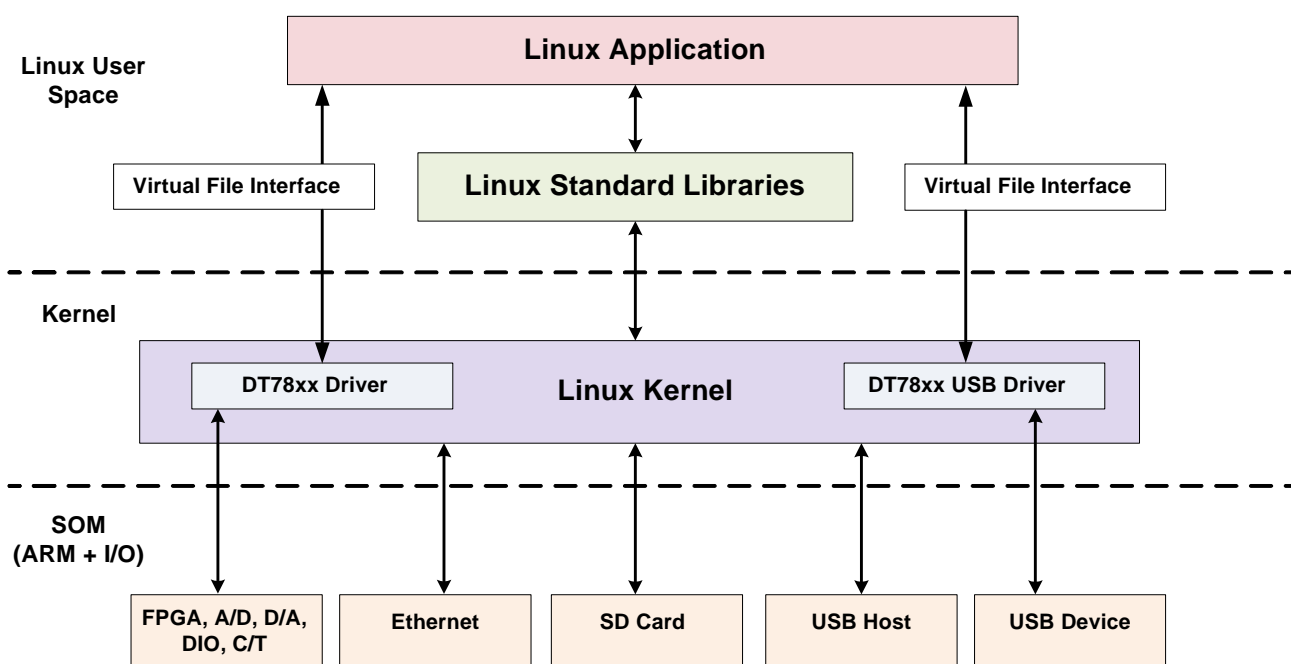 Linux Application
Linux User
Space
Virtual File Interface
Linux Standard Libraries
Virtual File Interface
Kernel
DT78xx Driver
Linux Kernel
DT78xx USB Driver
SOM
(ARM + I/O)
FPGA, A/D, D/A,
DIO, C/T
Ethernet
SD Card
USB Host
USB Device